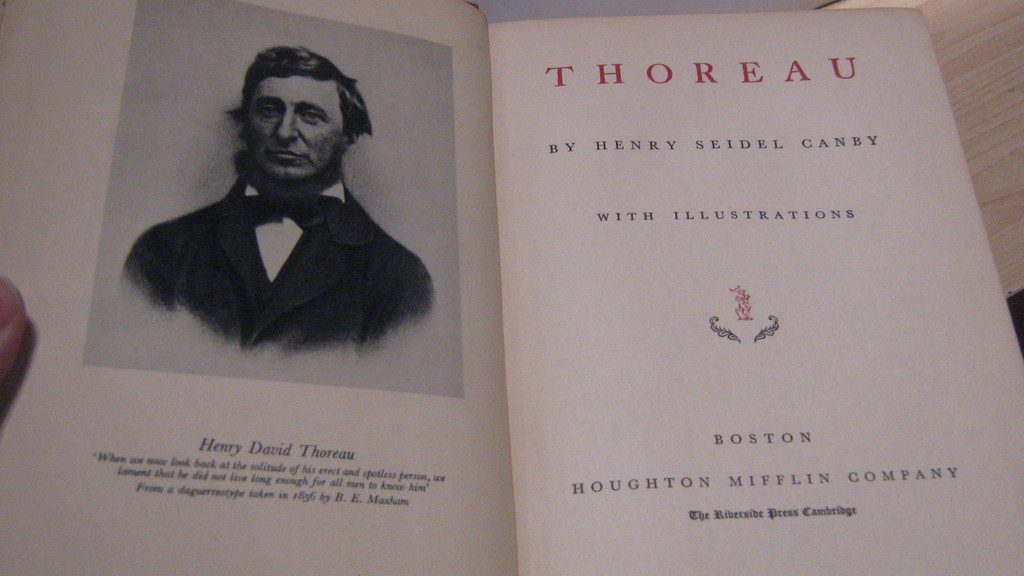 Henry David Thoreau
'When we now look back at the solitude of his erect and spotless person, we
lament that he did not live long enough for all men to know him'
From a daguerreotype taken in 1856 by B. E. Maxham
THOREAU
BY HENRY SEIDEL CANBY
WITH ILLUSTRATIONS
BOSTON
HOUGHTON MIFFLIN COMPANY
The Riverside Press Cambridge